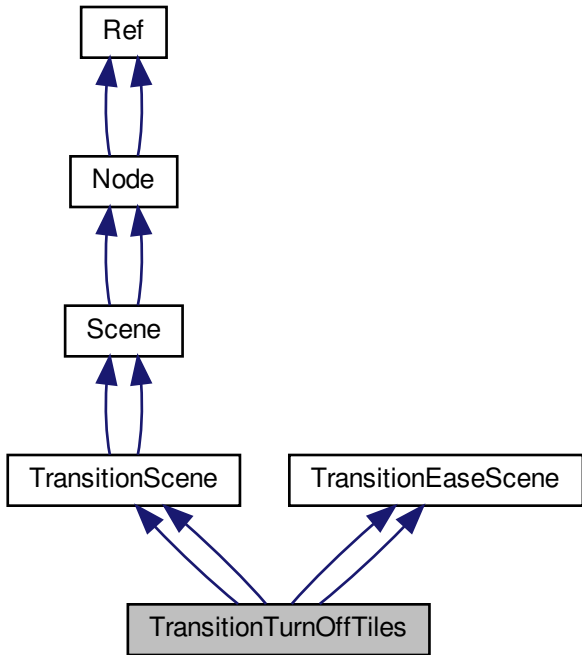 Ref
Node
Scene
TransitionScene
TransitionEaseScene
TransitionTurnOffTiles